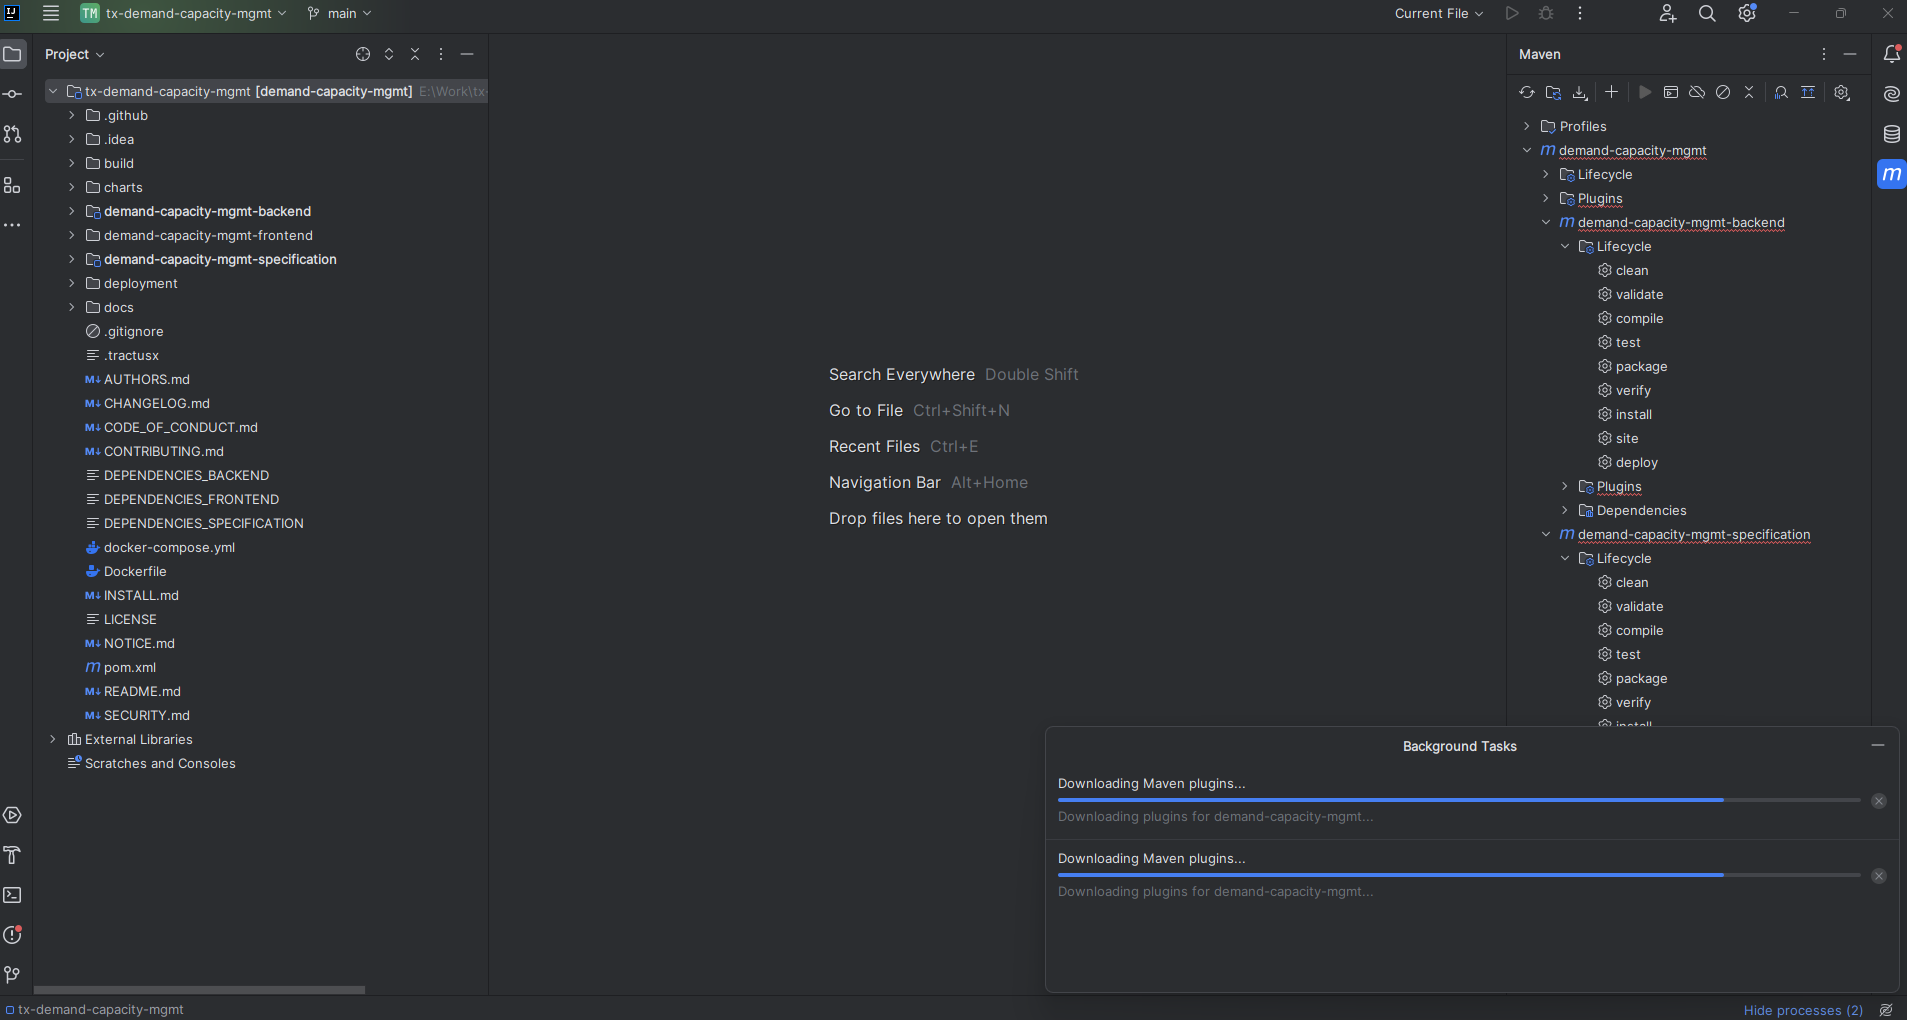 IJ
TM tx-demand-capacity-mgmt
main
Current File
Project
tx-demand-capacity-mgmt [demand-capacity-mgmt] E:\Work\tx-
.github
.idea
build
charts
demand-capacity-mgmt-backend
demand-capacity-mgmt-frontend
demand-capacity-mgmt-specification
deployment
docs
.gitignore
.tractusx
M↓ AUTHORS.md
M↓ CHANGELOG.md
M↓ CODE_OF_CONDUCT.md
M↓ CONTRIBUTING.md
DEPENDENCIES_BACKEND
DEPENDENCIES_FRONTEND
DEPENDENCIES_SPECIFICATION
docker-compose.yml
Dockerfile
M↓ INSTALL.md
LICENSE
M↓ NOTICE.md
m pom.xml
M↓ README.md
M↓ SECURITY.md
External Libraries
Scratches and Consoles
Search Everywhere Double Shift
Go to File Ctrl+Shift+N
Recent Files Ctrl+E
Navigation Bar Alt+Home
Drop files here to open them
Maven
Profiles
m demand-capacity-mgmt
Lifecycle
Plugins
m demand-capacity-mgmt-backend
Lifecycle
clean
validate
compile
test
package
verify
install
site
deploy
Plugins
Dependencies
m demand-capacity-mgmt-specification
Lifecycle
clean
validate
compile
test
package
verify
install
m
Background Tasks
Downloading Maven plugins...
Downloading plugins for demand-capacity-mgmt...
Downloading Maven plugins...
Downloading plugins for demand-capacity-mgmt...
tx-demand-capacity-mgmt
Hide processes (2)